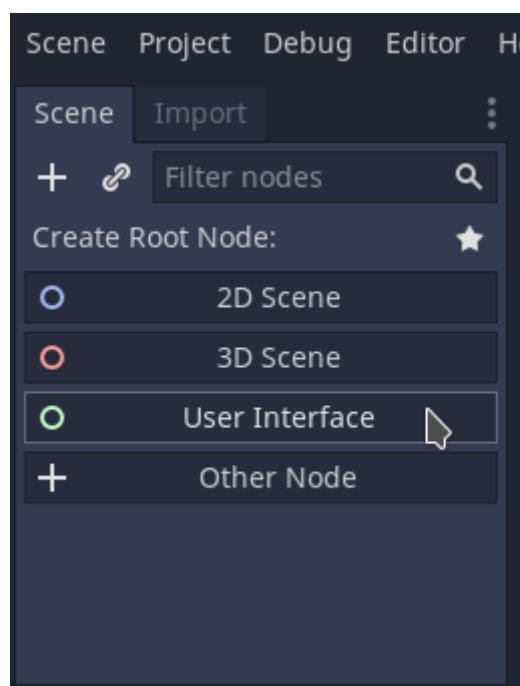 Scene Project Debug Editor
Scene Import
Filter nodes
Create Root Node:
2D Scene
3D Scene
User Interface
Other Node